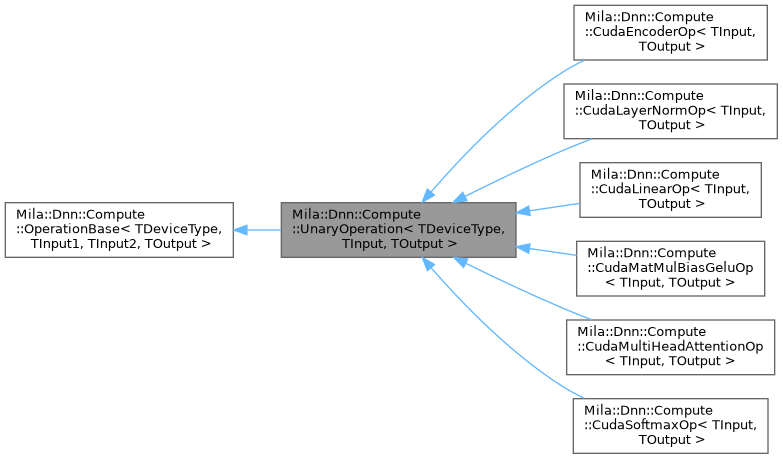 Mila::Dnn::Compute
::OperationBase< TDeviceType,
TInput1, TInput2, TOutput >
Mila::Dnn::Compute
::UnaryOperation< TDeviceType,
TInput, TOutput >
Mila::Dnn::Compute
::CudaEncoderOp< TInput,
TOutput >
Mila::Dnn::Compute
::CudaLayerNormOp< TInput,
TOutput >
Mila::Dnn::Compute
::CudaLinearOp< TInput,
TOutput >
Mila::Dnn::Compute
::CudaMatMulBiasGeluOp
< TInput, TOutput >
Mila::Dnn::Compute
::CudaMultiHeadAttentionOp
< TInput, TOutput >
Mila::Dnn::Compute
::CudaSoftmaxOp< TInput,
TOutput >